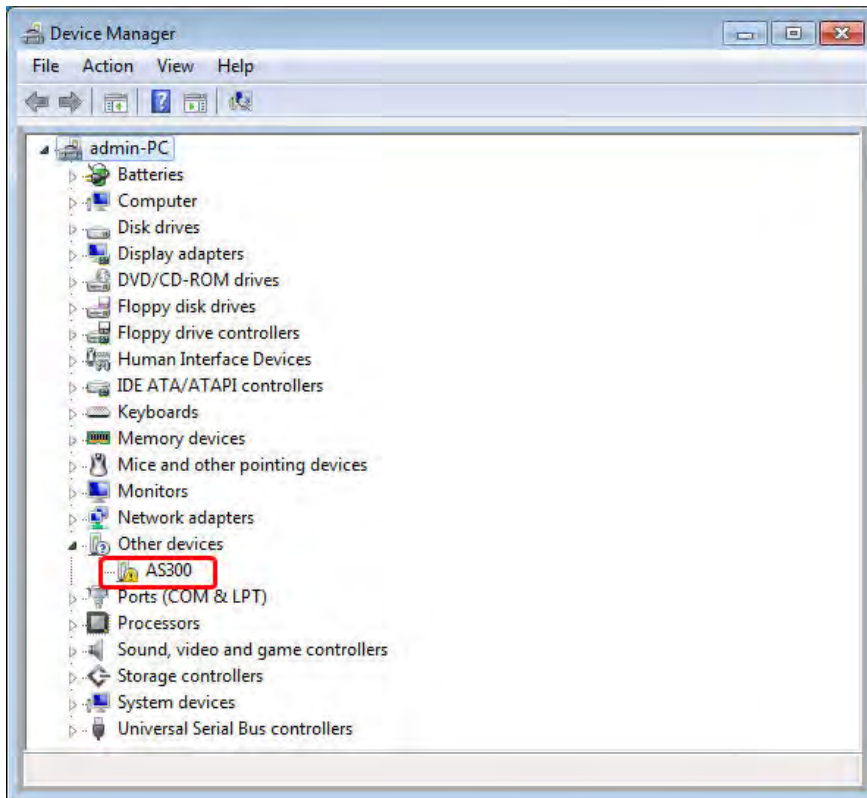 Device Manager
File Action View Help
admin-PC
Batteries
Computer
Disk drives
Display adapters
DVD/CD-ROM drives
Floppy disk drives
Floppy drive controllers
Human Interface Devices
IDE ATA/ATAPI controllers
Keyboards
Memory devices
Mice and other pointing devices
Monitors
Network adapters
Other devices
AS300
Ports (COM & LPT)
Processors
Sound, video and game controllers
Storage controllers
System devices
Universal Serial Bus controllers